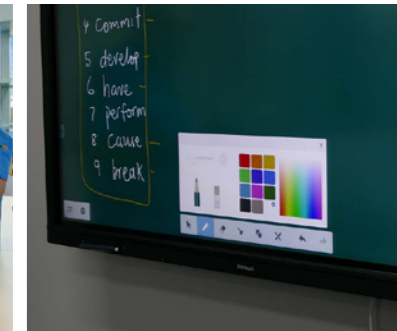 4 commit
5 develop
6 have
7 perform
8 cause
9 break